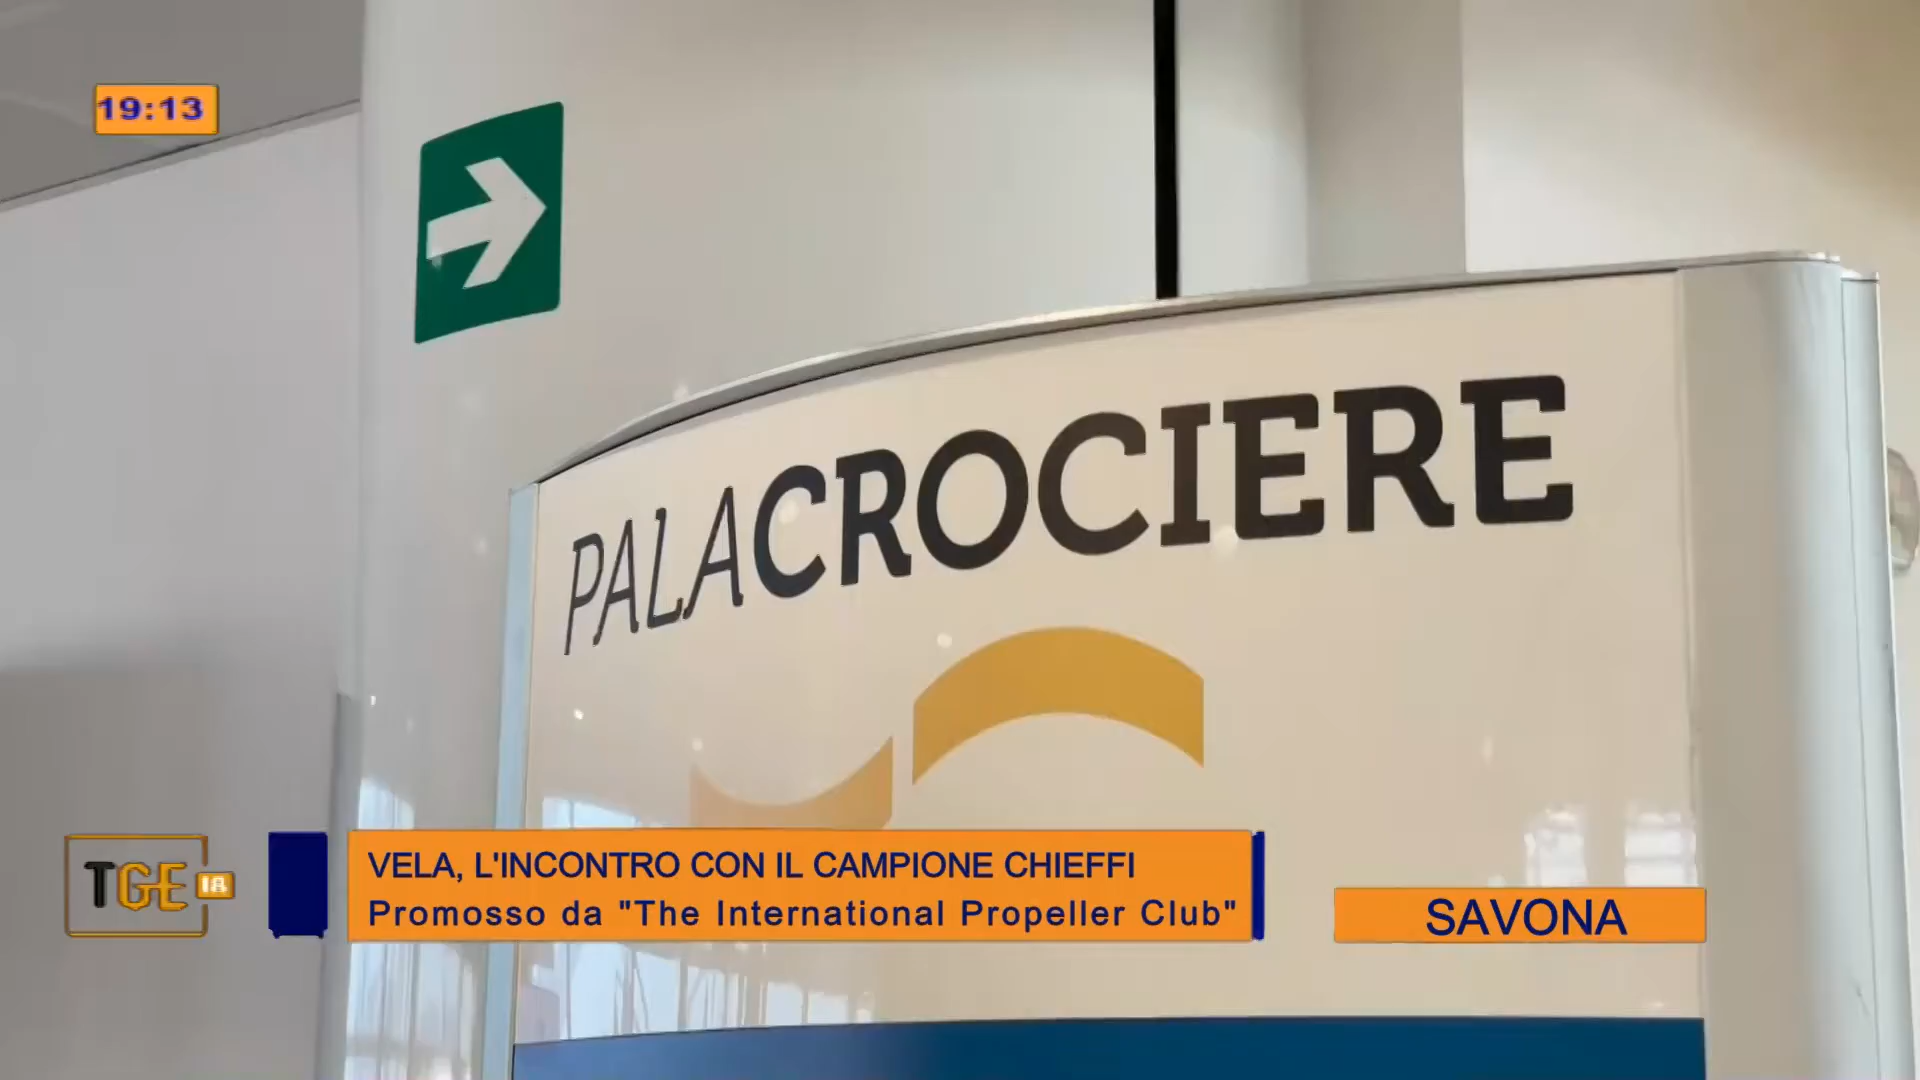 19:13
PALACROCIERE
TGE
18
VELA, L'INCONTRO CON IL CAMPIONE CHIEFFI
Promosso da "The International Propeller Club"
SAVONA